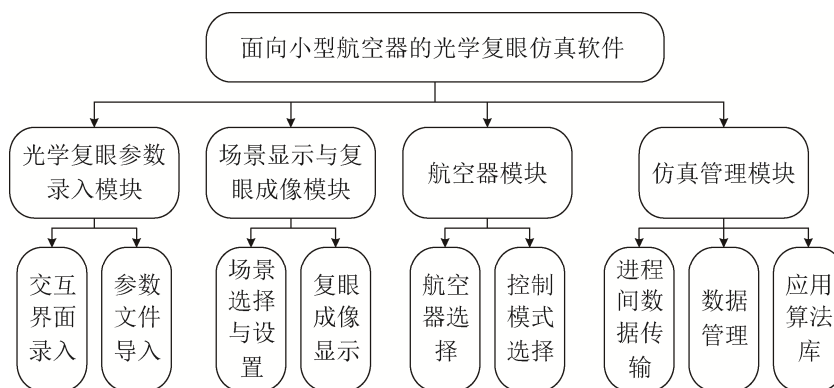 面向小型航空器的光学复眼仿真软件
光学复眼参数
录入模块
场景显示与复
眼成像模块
航空器模块
仿真管理模块
交互
界面
录入
参数
文件
导入
场景
选择
与设
置
复眼
成像
显示
航空
器选
择
控制
模式
选择
进程
间数
据传
输
数据
管理
应用
算法
库